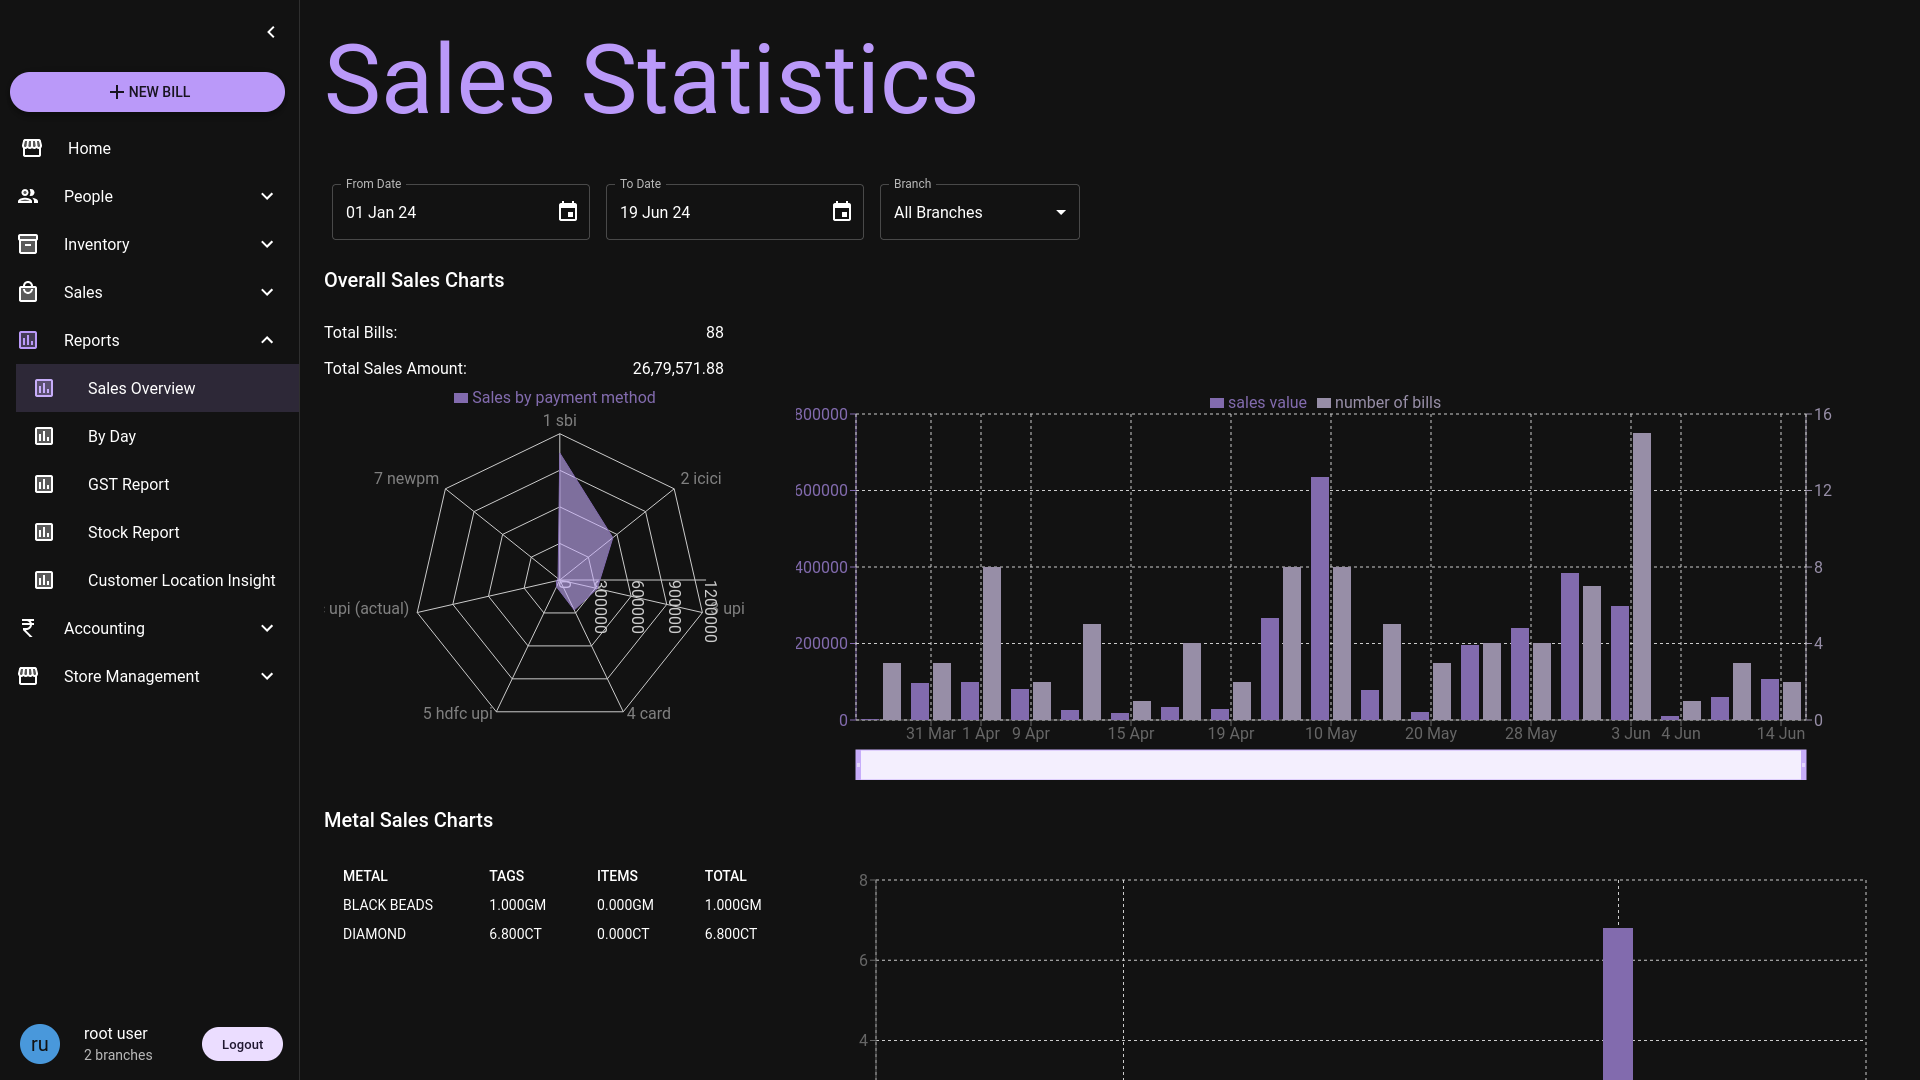 NEW BILL
Home
People
Inventory
Sales
Reports
Sales Overview
By Day
GST Report
Stock Report
Customer Location Insight
Accounting
Store Management
ru
root user
2 branches
Logout
Sales Statistics
From Date
01 Jan 24
To Date
19 Jun 24
Branch
All Branches
Overall Sales Charts
Total Bills: 88
Total Sales Amount: 26,79,571.88
Sales by payment method
1 sbi
2 icici
upi
4 card
5 hdfc upi
upi (actual)
7 newpm
0 300000 600000 900000 1200000
sales value number of bills
800000 600000 400000 200000 0
16 12 8 4 0
31 Mar 1 Apr 9 Apr 15 Apr 19 Apr 10 May 20 May 28 May 3 Jun 4 Jun 14 Jun
Metal Sales Charts
METAL TAGS ITEMS TOTAL
BLACK BEADS 1.000GM 0.000GM 1.000GM
DIAMOND 6.800CT 0.000CT 6.800CT
8
6
4